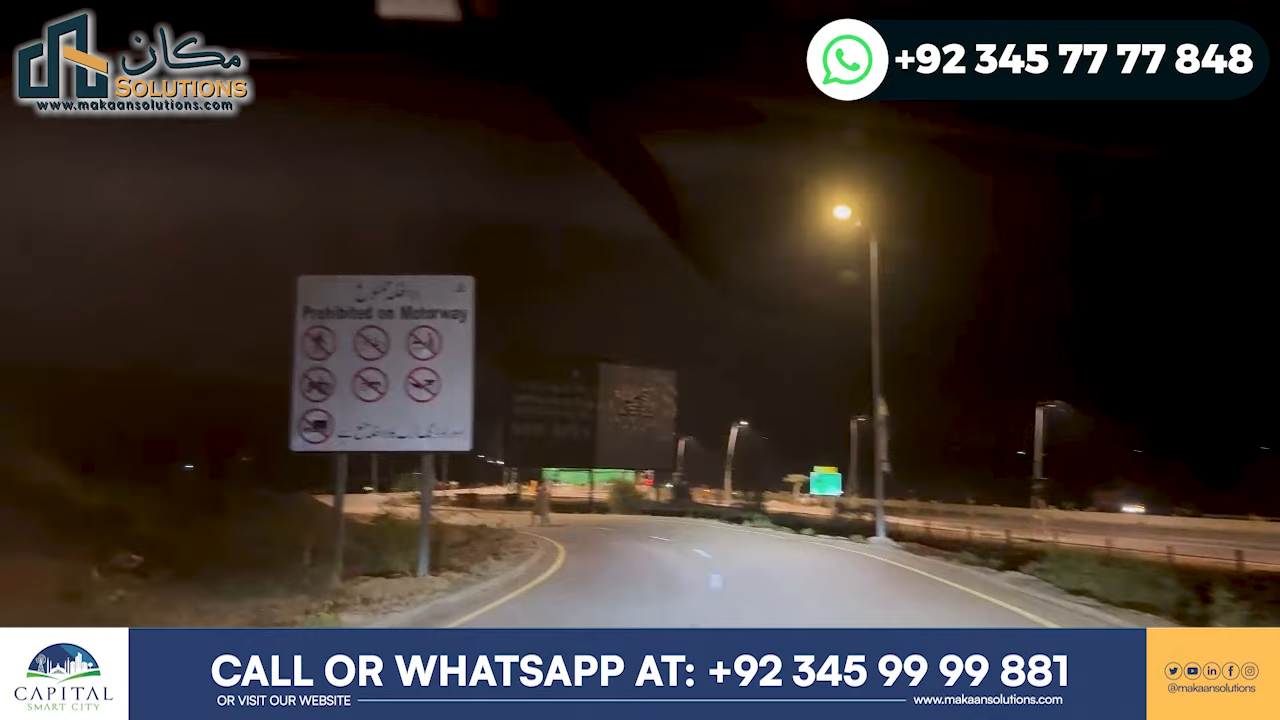 مکان
SOLUTIONS
www.makaansolutions.com
+92 345 77 77 848
Prohibited on Motorway
CAPITAL
SMART CITY
CALL OR WHATSAPP AT: +92 345 99 99 881
OR VISIT OUR WEBSITE
www.makaansolutions.com
@makaansolutions